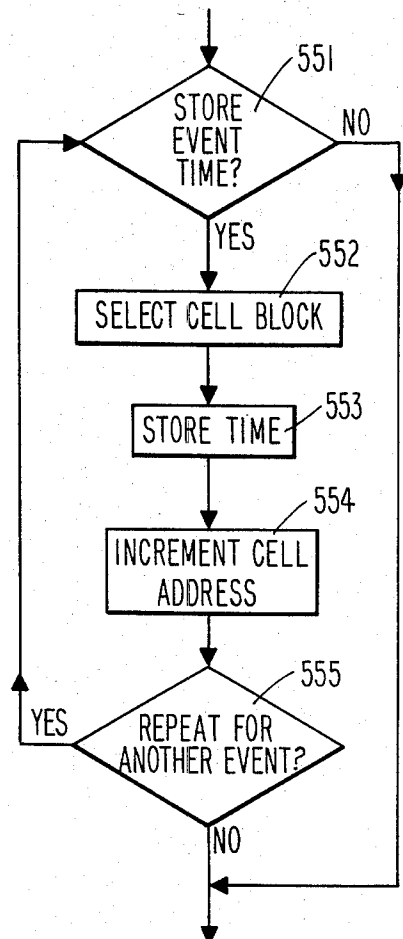 551
STORE
EVENT
TIME?
NO
YES
552
SELECT CELL BLOCK
553
STORE TIME
554
INCREMENT CELL
ADDRESS
555
YES
REPEAT FOR
ANOTHER EVENT?
NO